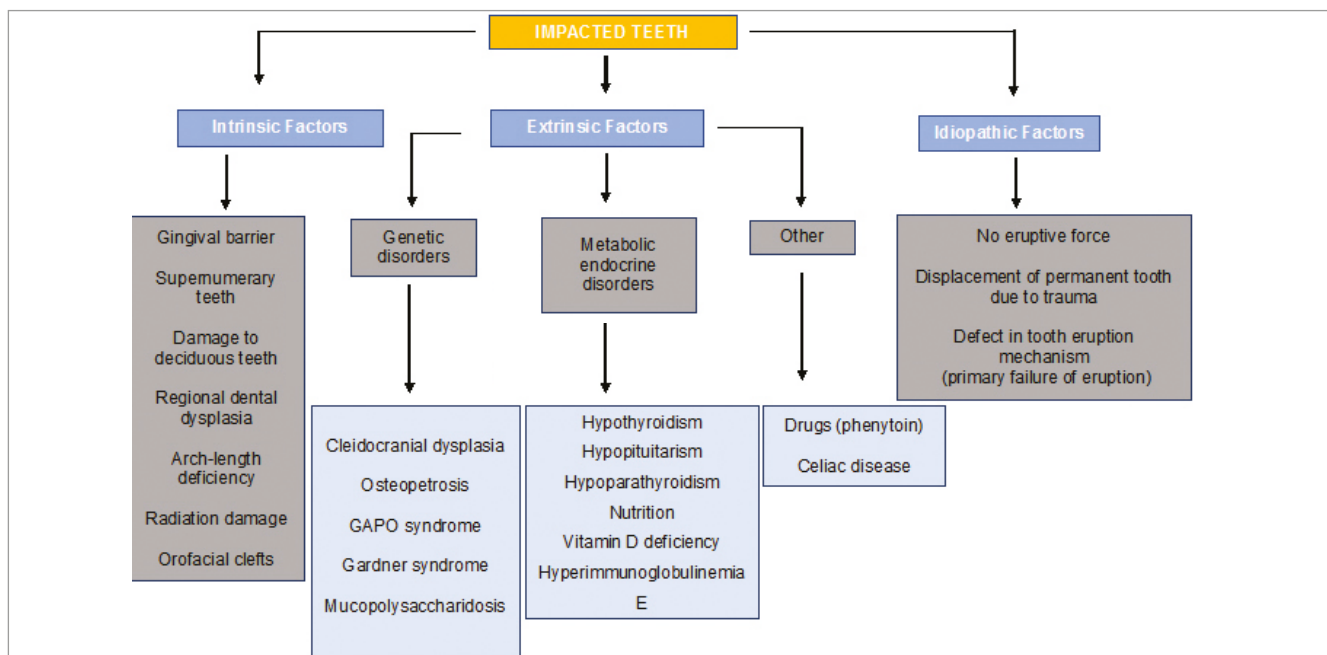 IMPACTED TEETH
Intrinsic Factors
Extrinsic Factors
Idiopathic Factors
Gingival barrier
Supernumerary
teeth
Damage to
deciduous teeth
Regional dental
dysplasia
Arch-length
deficiency
Radiation damage
Orofacial clefts
Genetic
disorders
Metabolic
endocrine
disorders
Other
No eruptive force
Displacement of permanent tooth
due to trauma
Defect in tooth eruption
mechanism
(primary failure of eruption)
Cleidocranial dysplasia
Osteopetrosis
GAPO syndrome
Gardner syndrome
Mucopolysaccharidosis
Hypothyroidism
Hypopituitarism
Hypoparathyroidism
Nutrition
Vitamin D deficiency
Hyperimmunoglobulinemia
E
Drugs (phenytoin)
Celiac disease